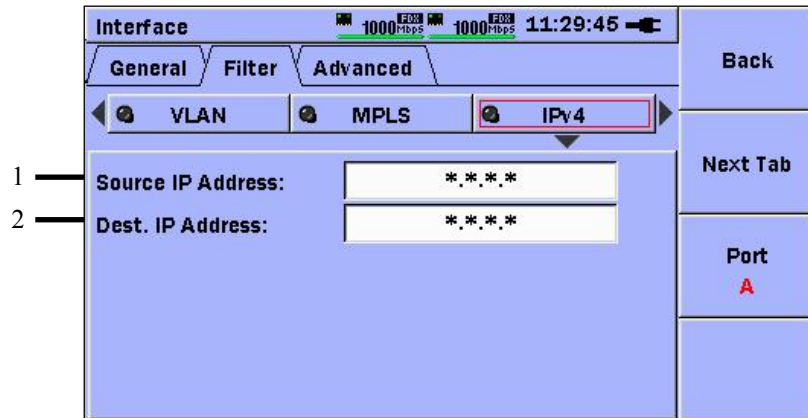 Interface 1000 FDX Mbps 1000 FDX Mbps 11:29:45
General Filter Advanced
VLAN MPLS IPv4
1 Source IP Address: *.*.*.*
2 Dest. IP Address: *.*.*.*
Back
Next Tab
Port
A